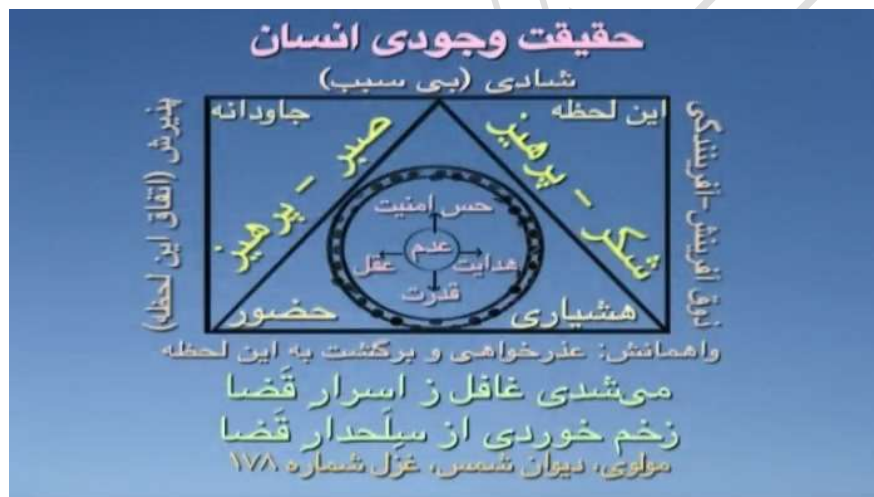 حقیقت وجودی انسان
شادی (بی سبب)
این لحظه
جاودانه
ذوق آفرینش-آفرینندگی
پذیرش (اتفاق این لحظه)
شکر - پرهیز
صبر - پرهیز
حس امنیت
عدم
هدایت
عقل
قدرت
هشیاری
حضور
واهمانش: عذرخواهی و برگشت به این لحظه
می‌شدی غافل ز اسرارِ قَضا
زخم خوردی از سِلَحدارِ قَضا
مولوی، دیوان شمس، غزل شماره ۱۷۸